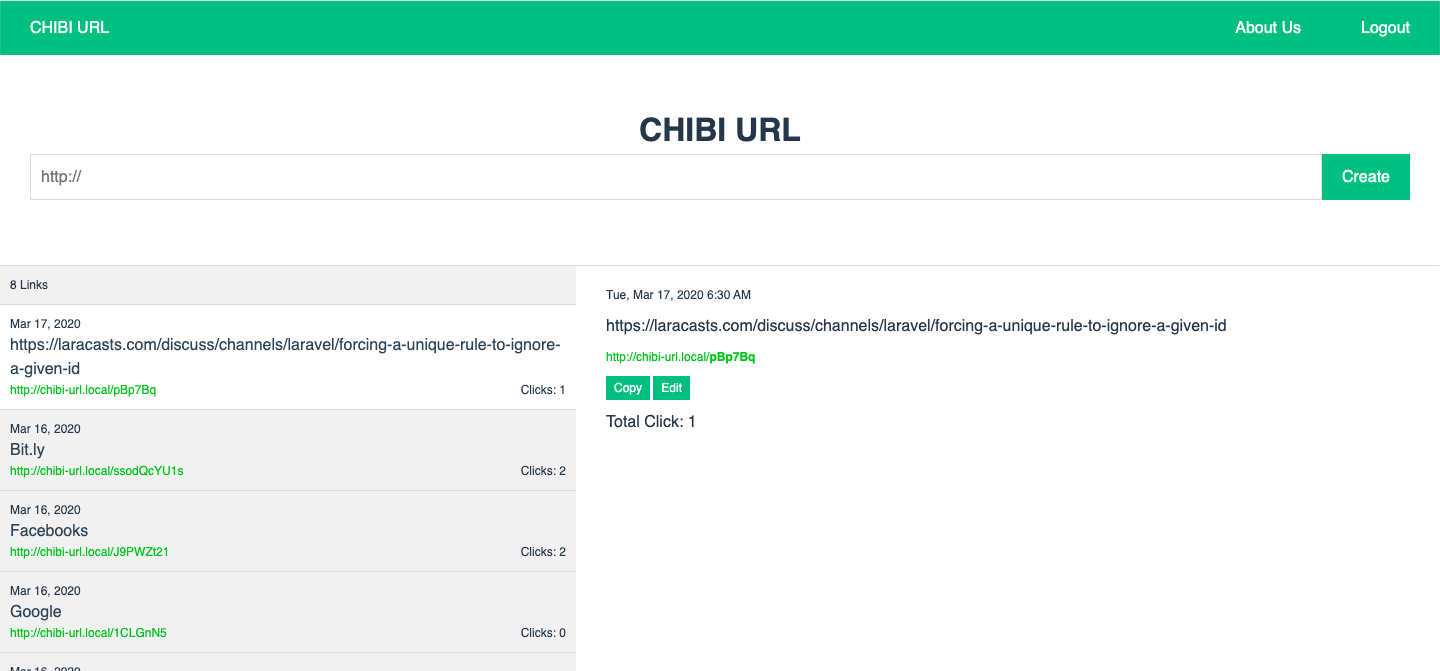 CHIBI URL
About Us
Logout
CHIBI URL
http://
Create
8 Links
Mar 17, 2020
https://laracasts.com/discuss/channels/laravel/forcing-a-unique-rule-to-ignore-
a-given-id
http://chibi-url.local/pBp7Bq
Clicks: 1
Mar 16, 2020
Bit.ly
http://chibi-url.local/ssodQcYU1s
Clicks: 2
Mar 16, 2020
Facebooks
http://chibi-url.local/J9PWZt21
Clicks: 2
Mar 16, 2020
Google
http://chibi-url.local/1CLGnN5
Clicks: 0
Mar 16, 2020
Tue, Mar 17, 2020 6:30 AM
https://laracasts.com/discuss/channels/laravel/forcing-a-unique-rule-to-ignore-a-given-id
http://chibi-url.local/pBp7Bq
Copy
Edit
Total Click: 1